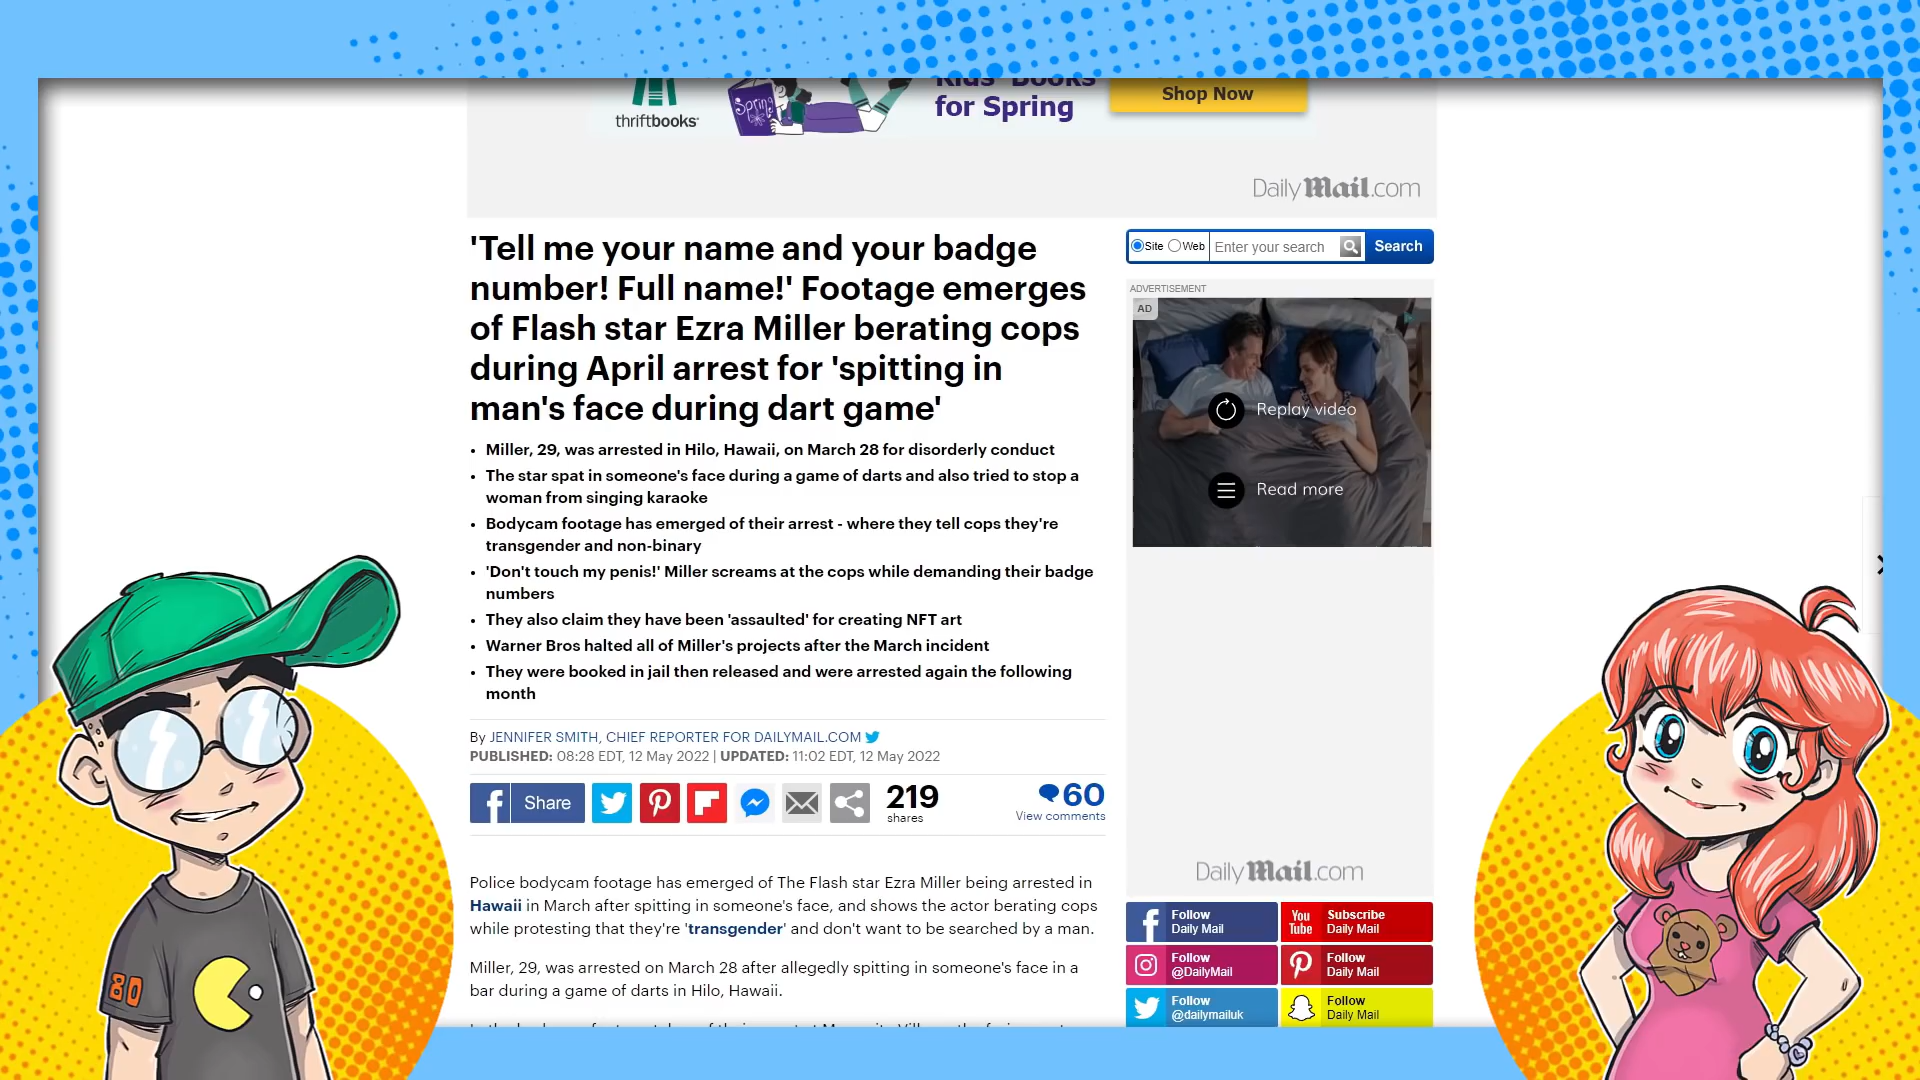 Kids' Books
for Spring
Shop Now
Spring
thriftbooks
DailyMail.com
'Tell me your name and your badge
number! Full name!' Footage emerges
of Flash star Ezra Miller berating cops
during April arrest for 'spitting in
man's face during dart game'
• Miller, 29, was arrested in Hilo, Hawaii, on March 28 for disorderly conduct
• The star spat in someone's face during a game of darts and also tried to stop a
woman from singing karaoke
• Bodycam footage has emerged of their arrest - where they tell cops they're
transgender and non-binary
• 'Don't touch my penis!' Miller screams at the cops while demanding their badge
numbers
• They also claim they have been 'assaulted' for creating NFT art
• Warner Bros halted all of Miller's projects after the March incident
• They were booked in jail then released and were arrested again the following
month
By JENNIFER SMITH, CHIEF REPORTER FOR DAILYMAIL.COM
PUBLISHED: 08:28 EDT, 12 May 2022 | UPDATED: 11:02 EDT, 12 May 2022
Share
219
shares
60
View comments
Police bodycam footage has emerged of The Flash star Ezra Miller being arrested in
Hawaii in March after spitting in someone's face, and shows the actor berating cops
while protesting that they're 'transgender' and don't want to be searched by a man.
Miller, 29, was arrested on March 28 after allegedly spitting in someone's face in a
bar during a game of darts in Hilo, Hawaii.
Site Web Enter your search Search
ADVERTISEMENT
AD
Replay video
Read more
DailyMail.com
Follow
Daily Mail
You
Tube
Subscribe
Daily Mail
Follow
@DailyMail
Follow
Daily Mail
Follow
@dailymailuk
Follow
Daily Mail
80